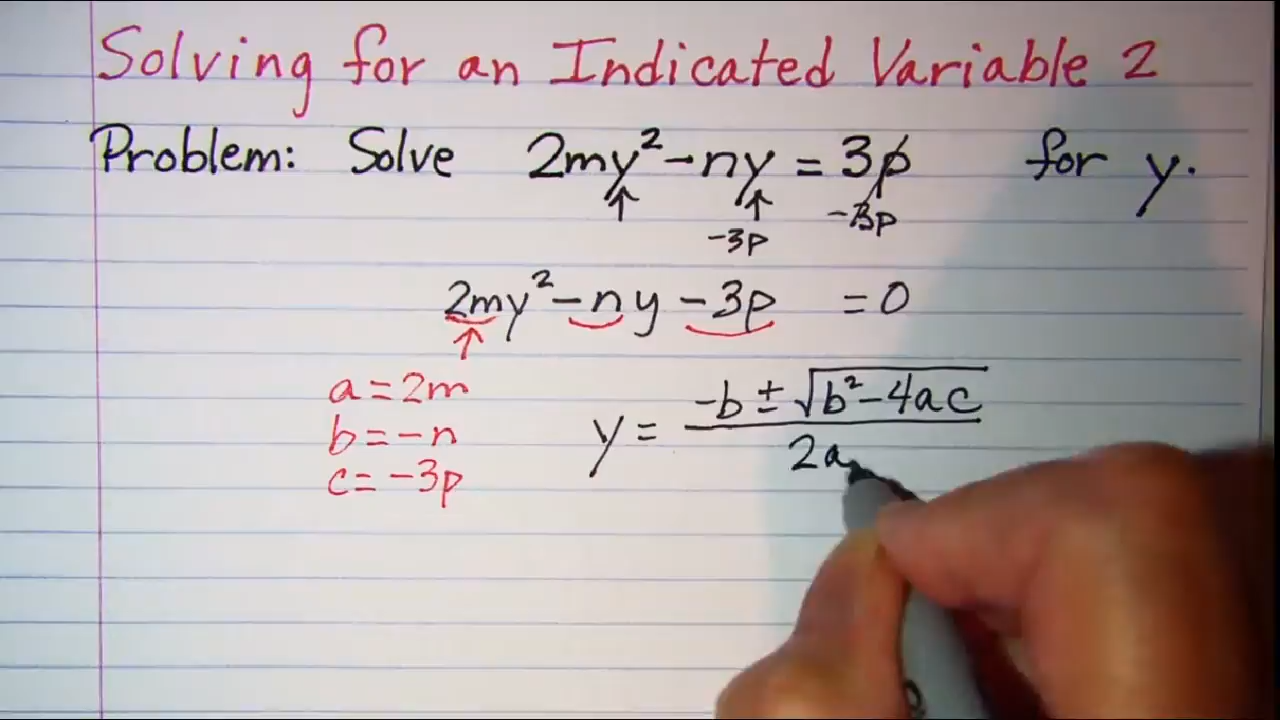 Solving for an Indicated Variable 2
Problem: Solve 2my² - ny = 3p for y.
↑ ↑ -3p
-3p
2my² - ny - 3p = 0
↑
a = 2m
b = -n
c = -3p
y = (-b ± √(b² - 4ac)) / 2a